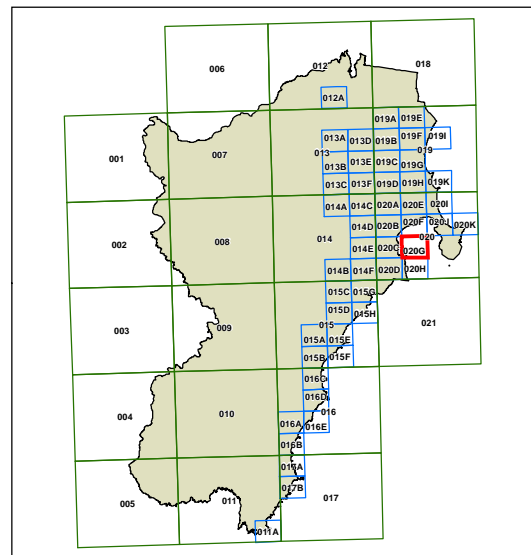 012
018
006
012A
019A 019E
013A 013D 019B 019F 019I
001 007 013 019
013B 013E 019C 019G
013C 013F 019D 019H 019K
014A 014C 020A 020E 020I
014D 020B 020F 020J 020K
002 008 014 020
014E 020C 020G
014B 014F 020D 020H
015C 015G
015D 015H
003 009 015 021
015A 015E
015B 015F
016C
016D
004 010 016
016A 016E
016B
017A
017B
005 011 017
011A